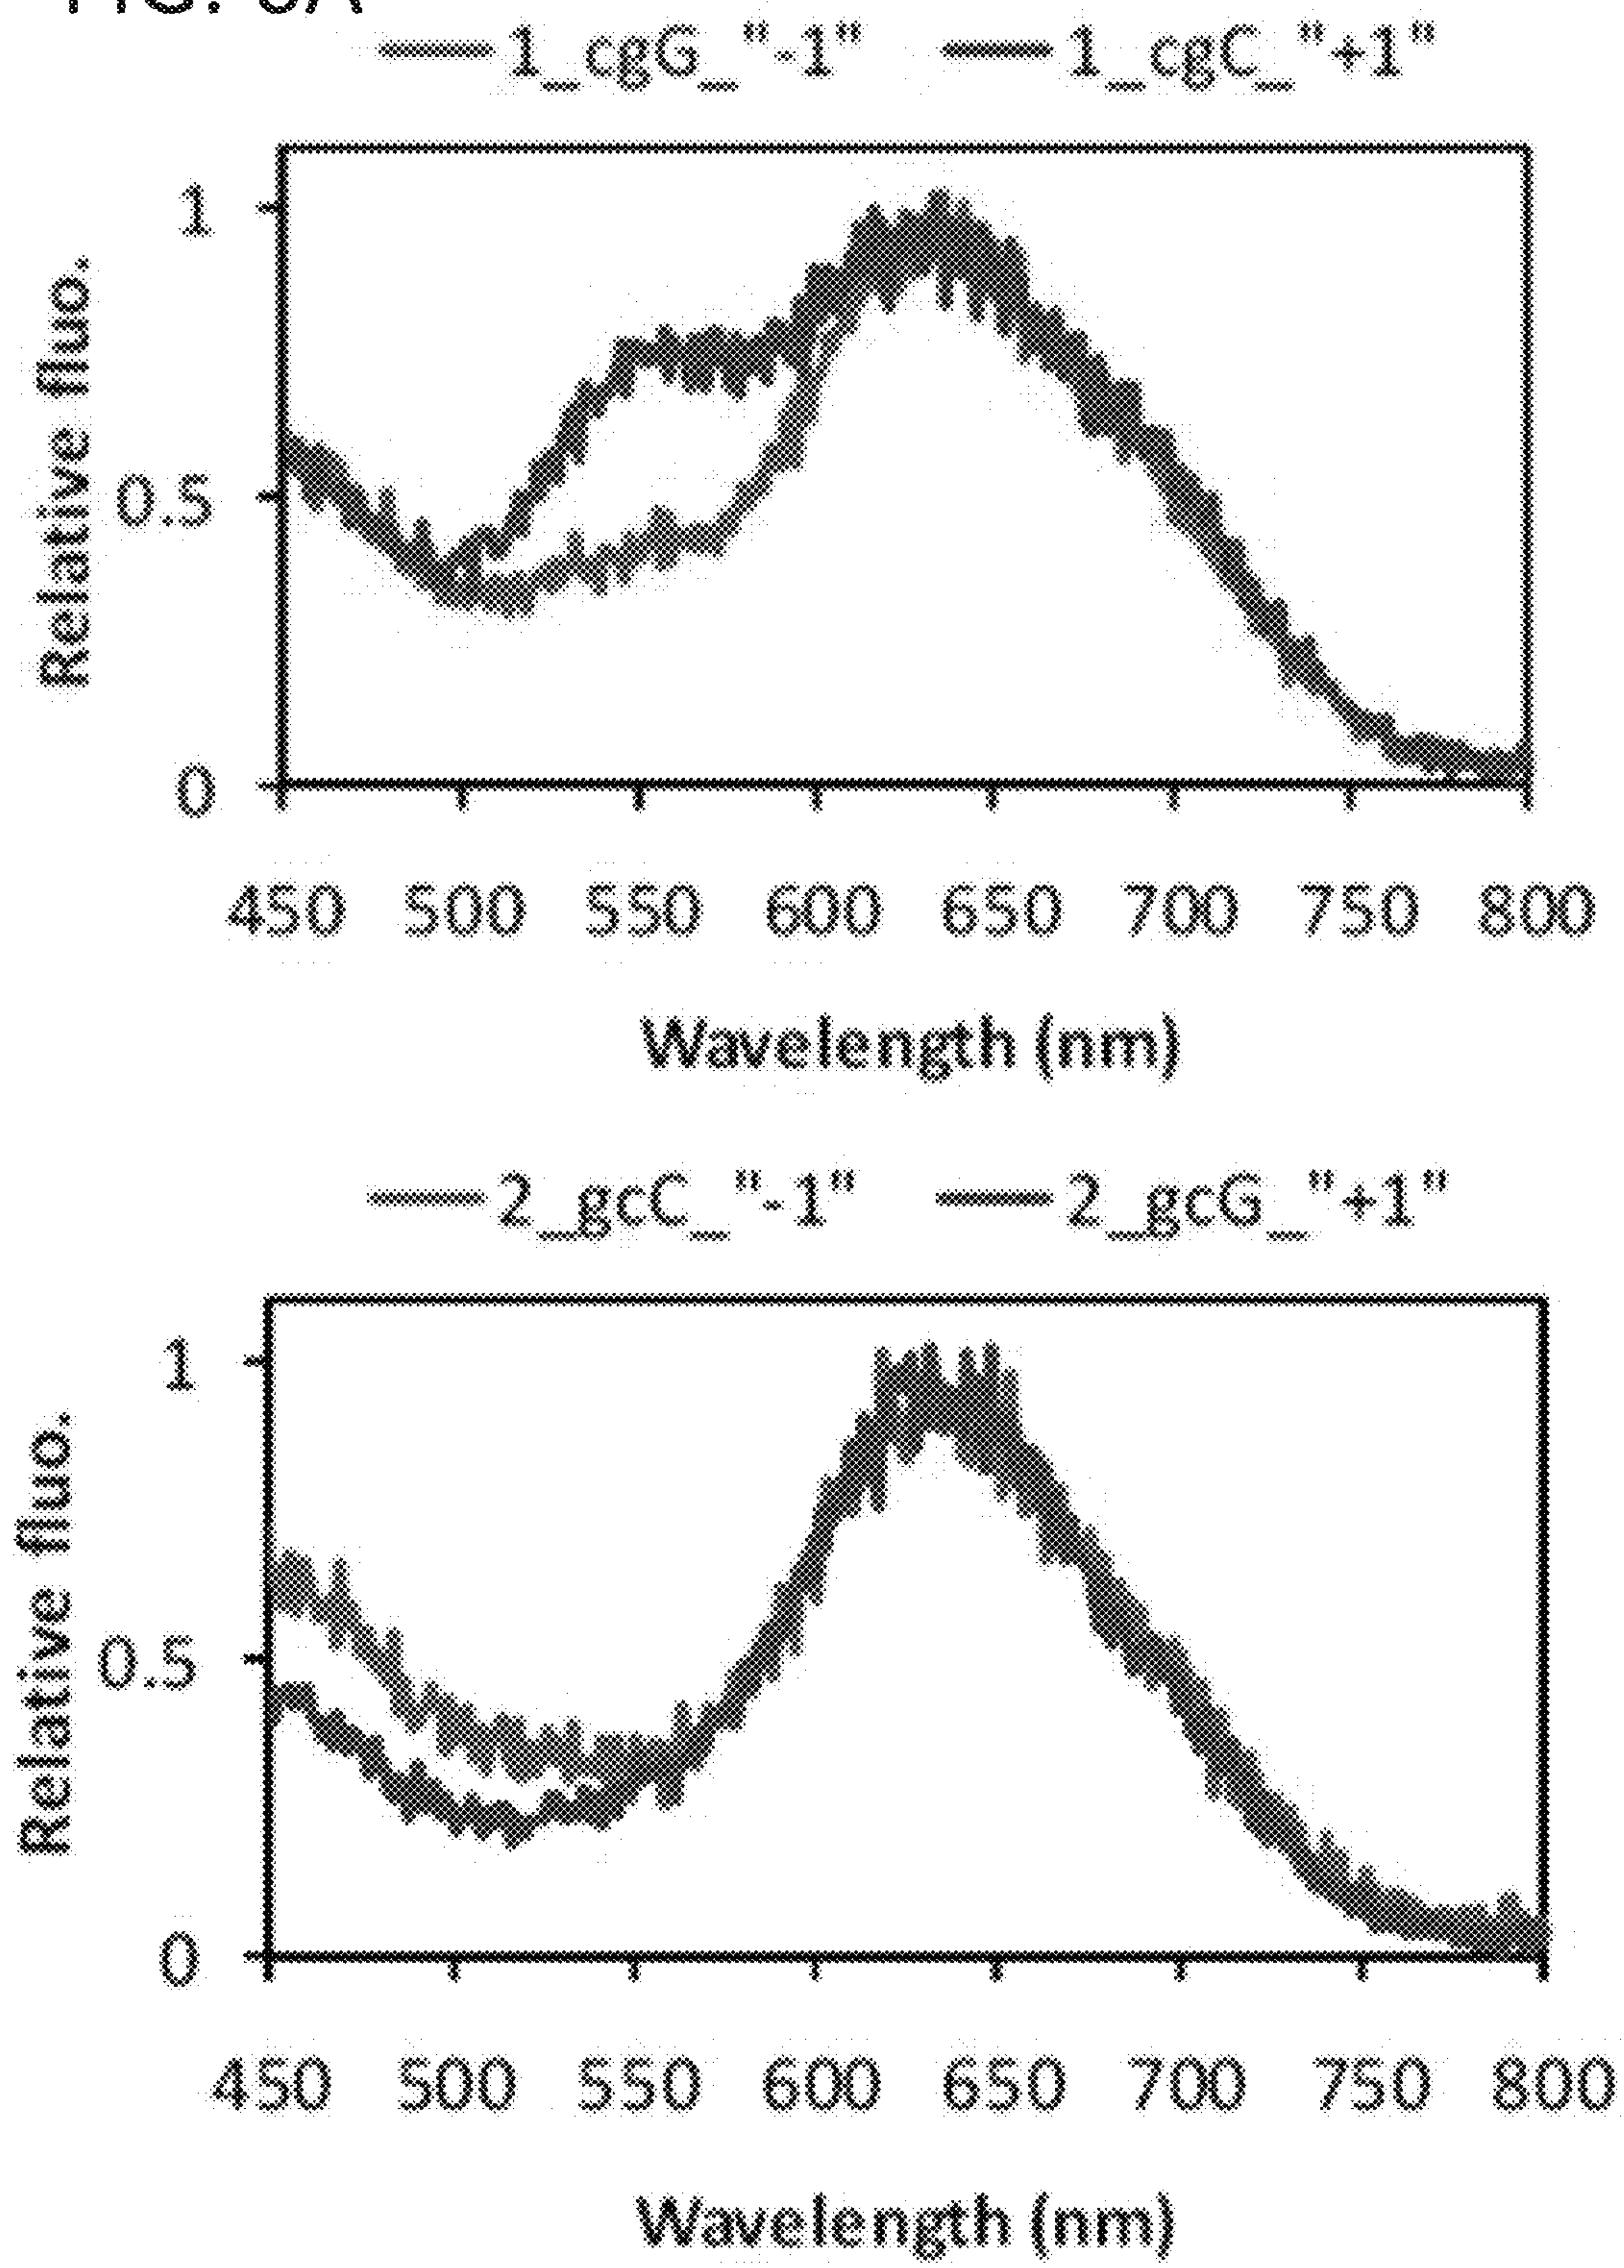 1_cgG_"-1" 1_cgC_"+1"
Relative fluo.
1
0.5
0
450 500 550 600 650 700 750 800
Wavelength (nm)
2_gcC_"-1" 2_gcG_"+1"
Relative fluo.
1
0.5
0
450 500 550 600 650 700 750 800
Wavelength (nm)